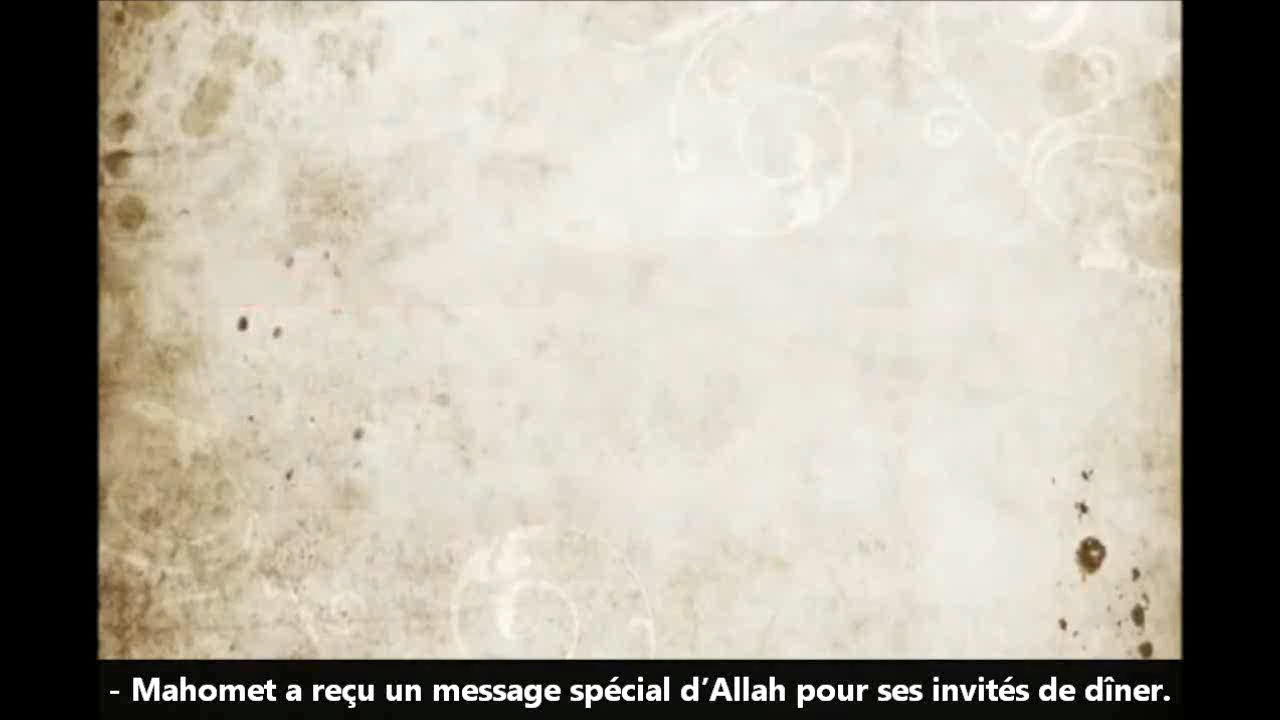 - Mahomet a reçu un message spécial d’Allah pour ses invités de dîner.